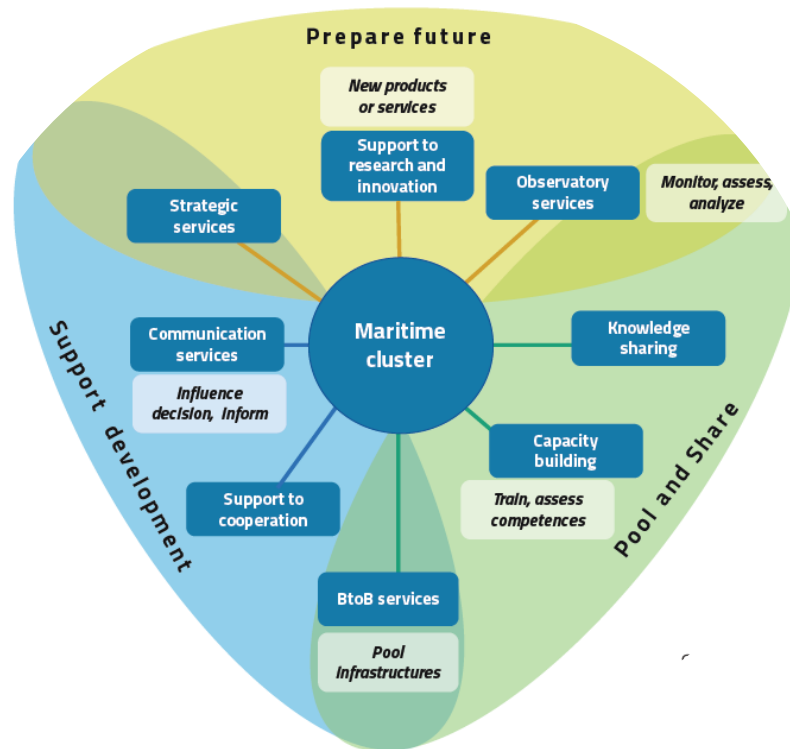 Prepare future
New products
or services
Support to
research and
innovation
Observatory
services
Monitor, assess,
analyze
Strategic
services
Maritime
cluster
Knowledge
sharing
Communication
services
Influence
decision, inform
Support development
Capacity
building
Train, assess
competences
Pool and Share
Support to
cooperation
BtoB services
Pool
Infrastructures